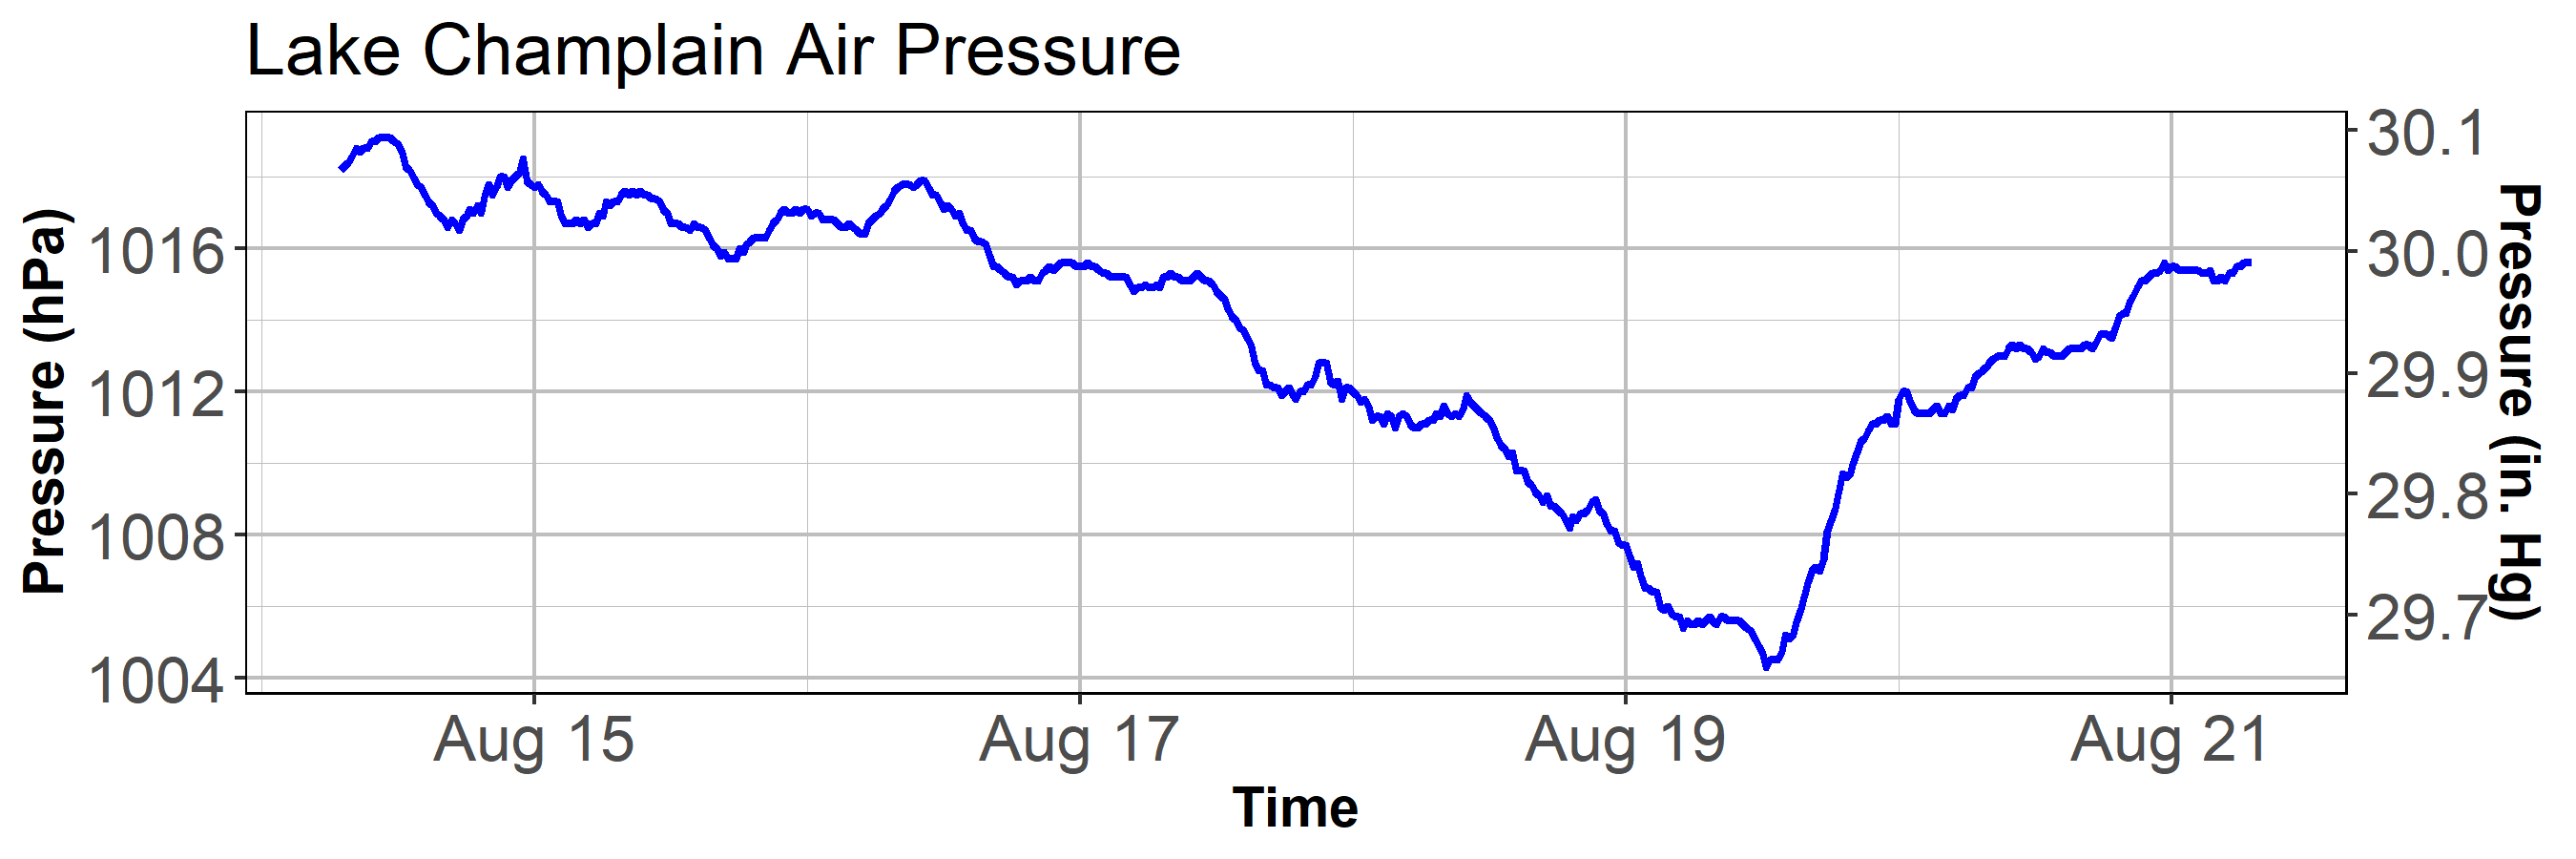 Lake Champlain Air Pressure
Pressure (hPa)
1016
1012
1008
1004
30.1
30.0
29.9
29.8
29.7
Pressure (in. Hg)
Aug 15
Aug 17
Aug 19
Aug 21
Time